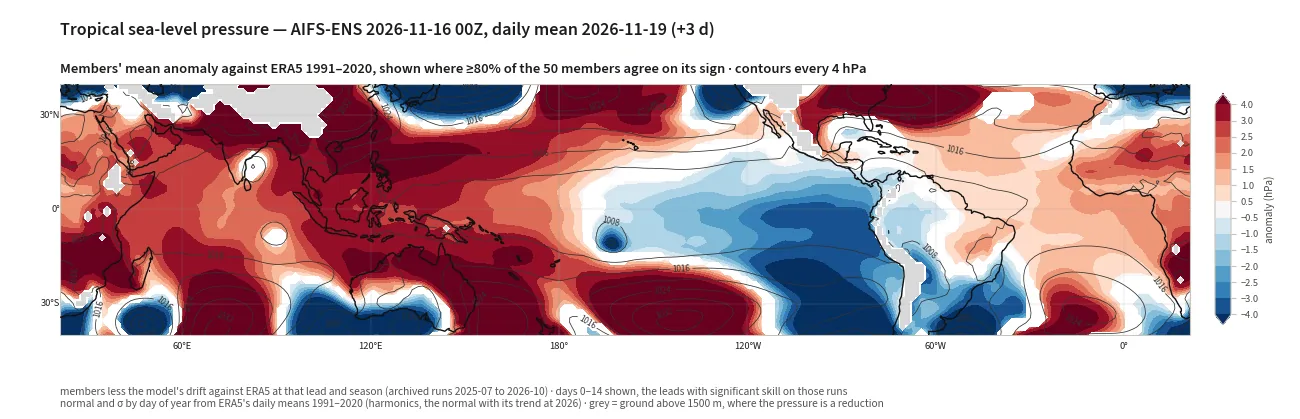 Tropical sea-level pressure — AIFS-ENS 2026-11-16 00Z, daily mean 2026-11-19 (+3 d)
Members' mean anomaly against ERA5 1991–2020, shown where ≥80% of the 50 members agree on its sign · contours every 4 hPa
30°N
0°
30°S
60°E
120°E
180°
120°W
60°W
0°
1016
1016
1008
1016
1016
1008
1016
1016
1016
1016
4.0
3.0
2.0
1.5
1.0
0.5
−0.5
−1.0
−1.5
−2.0
−3.0
−4.0
anomaly (hPa)
members less the model's drift against ERA5 at that lead and season (archived runs 2025-07 to 2026-10) · days 0–14 shown, the leads with significant skill on those runs
normal and σ by day of year from ERA5's daily means 1991–2020 (harmonics, the normal with its trend at 2026) · grey = ground above 1500 m, where the pressure is a reduction